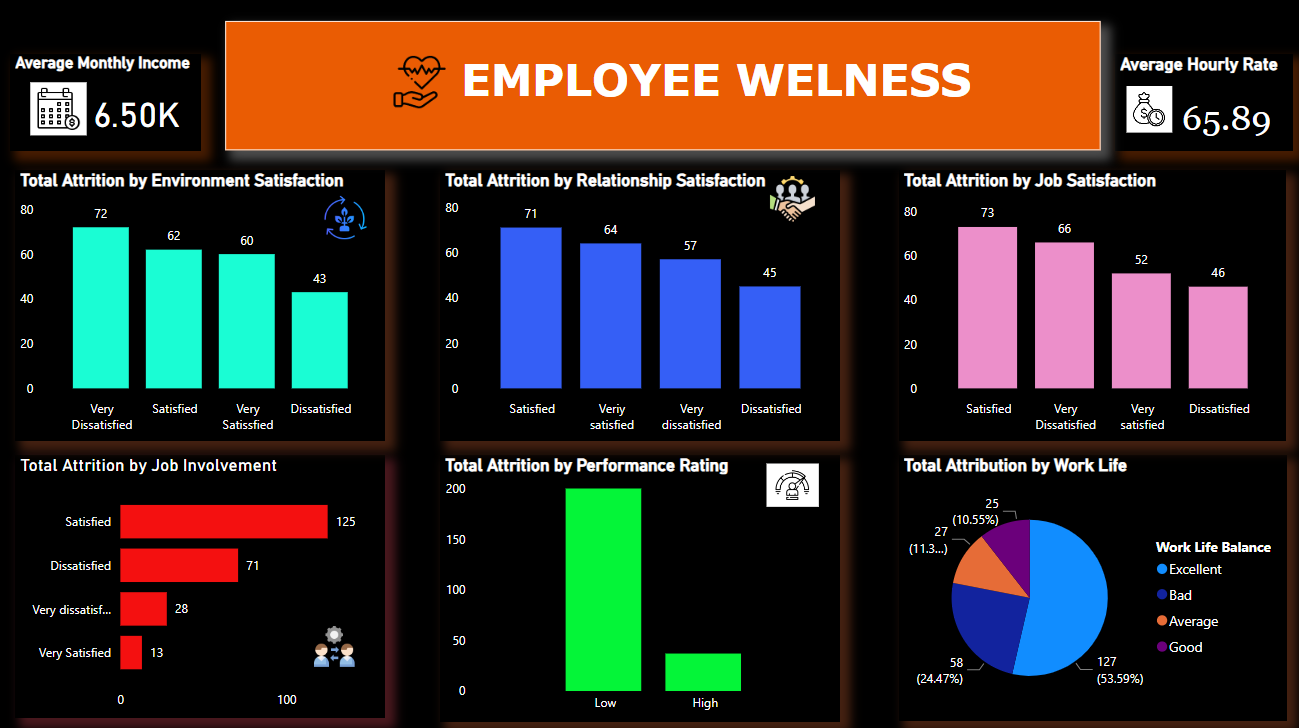 Average Monthly Income
6.50K
EMPLOYEE WELNESS
Average Hourly Rate
65.89
Total Attrition by Environment Satisfaction
80
60
40
20
0
72
62
60
43
Very
Dissatisfied
Satisfied
Very
Satissfied
Dissatisfied
Total Attrition by Relationship Satisfaction
80
60
40
20
0
71
64
57
45
Satisfied
Veriy
satisfied
Very
dissatisfied
Dissatisfied
Total Attrition by Job Satisfaction
80
60
40
20
0
73
66
52
46
Satisfied
Very
Dissatisfied
Very
satisfied
Dissatisfied
Total Attrition by Job Involvement
Satisfied
125
Dissatisfied
71
Very dissatisf...
28
Very Satisfied
13
0
100
Total Attrition by Performance Rating
200
150
100
50
0
Low
High
Total Attribution by Work Life
25
(10.55%)
27
(11.3...)
58
(24.47%)
127
(53.59%)
Work Life Balance
Excellent
Bad
Average
Good